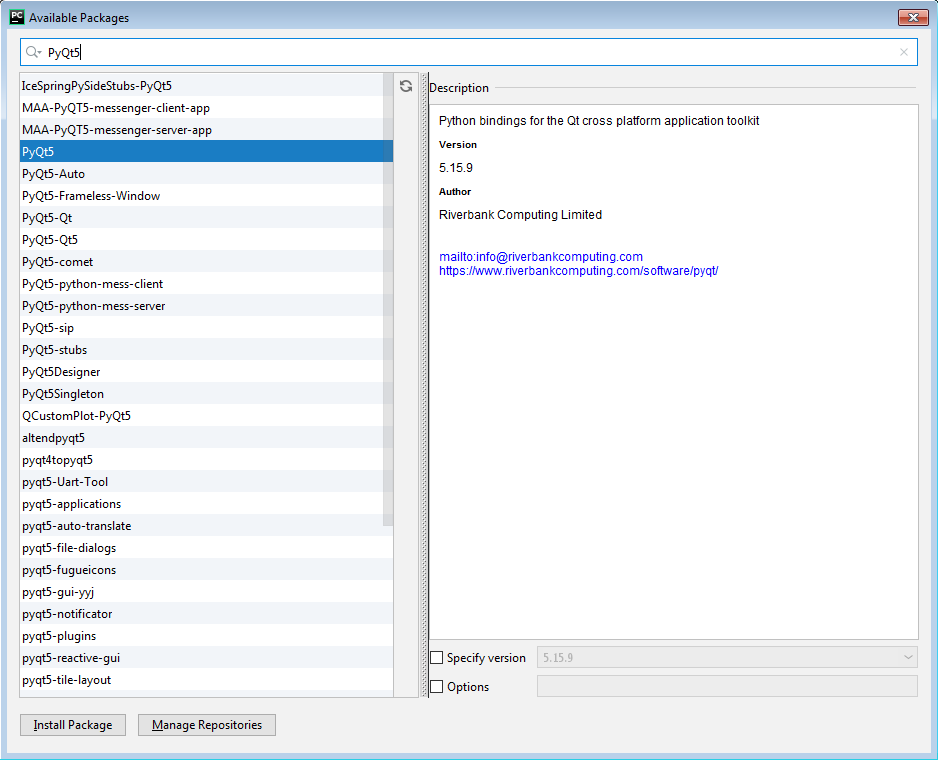 PC Available Packages
PyQt5
IceSpringPySideStubs-PyQt5
MAA-PyQT5-messenger-client-app
MAA-PyQT5-messenger-server-app
PyQt5
PyQt5-Auto
PyQt5-Frameless-Window
PyQt5-Qt
PyQt5-Qt5
PyQt5-comet
PyQt5-python-mess-client
PyQt5-python-mess-server
PyQt5-sip
PyQt5-stubs
PyQt5Designer
PyQt5Singleton
QCustomPlot-PyQt5
altendpyqt5
pyqt4topyqt5
pyqt5-Uart-Tool
pyqt5-applications
pyqt5-auto-translate
pyqt5-file-dialogs
pyqt5-fugueicons
pyqt5-gui-yyj
pyqt5-notificator
pyqt5-plugins
pyqt5-reactive-gui
pyqt5-tile-layout
Description
Python bindings for the Qt cross platform application toolkit
Version
5.15.9
Author
Riverbank Computing Limited
mailto:info@riverbankcomputing.com
https://www.riverbankcomputing.com/software/pyqt/
Specify version 5.15.9
Options
Install Package Manage Repositories